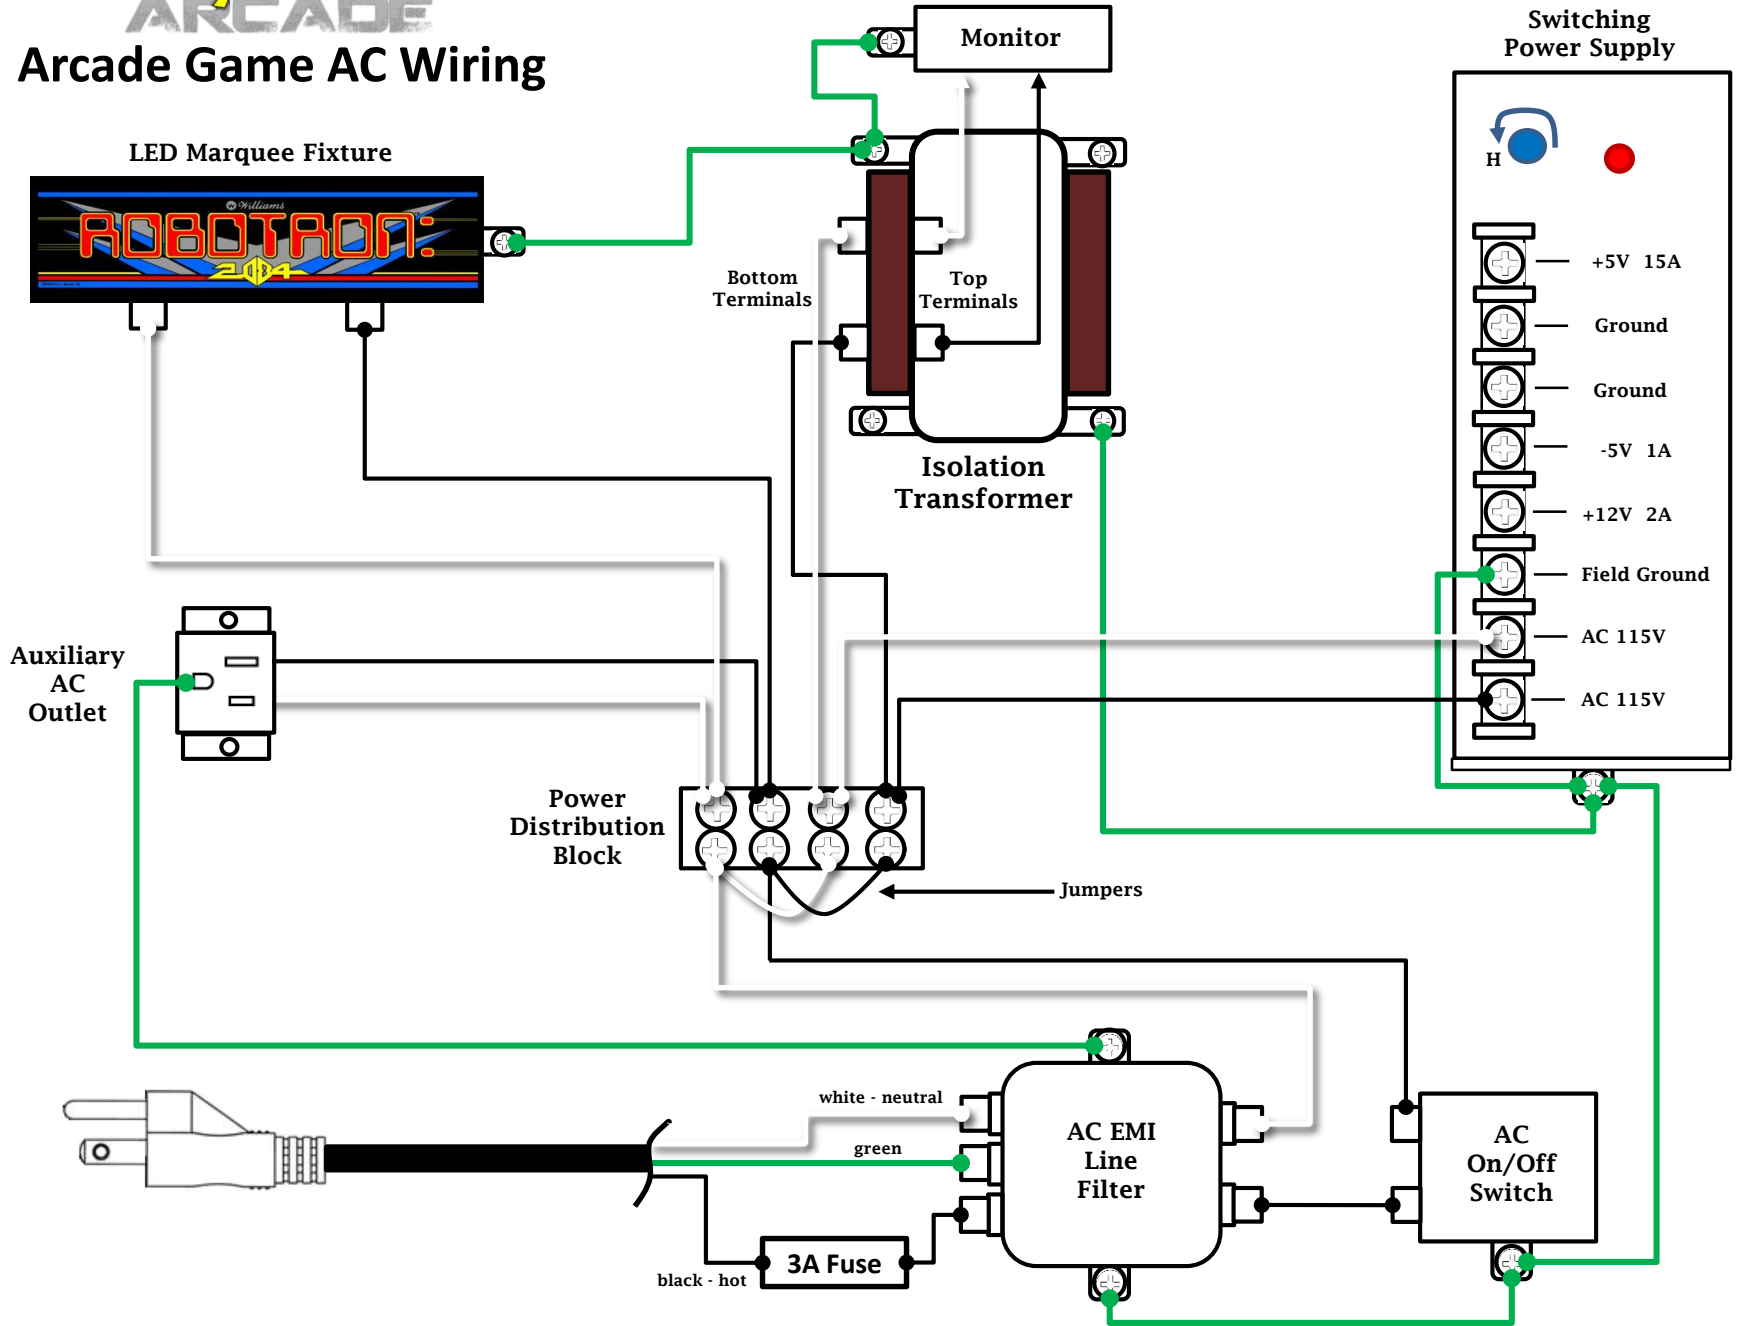 ARCADE
Arcade Game AC Wiring
Monitor
Switching
Power Supply
LED Marquee Fixture
Williams
ROBOTRON:
2084
H
Bottom
Terminals
Top
Terminals
+5V 15A
Ground
Ground
-5V 1A
+12V 2A
Field Ground
AC 115V
AC 115V
Isolation
Transformer
Auxiliary
AC
Outlet
Power
Distribution
Block
Jumpers
white - neutral
green
black - hot
3A Fuse
AC EMI
Line
Filter
AC
On/Off
Switch